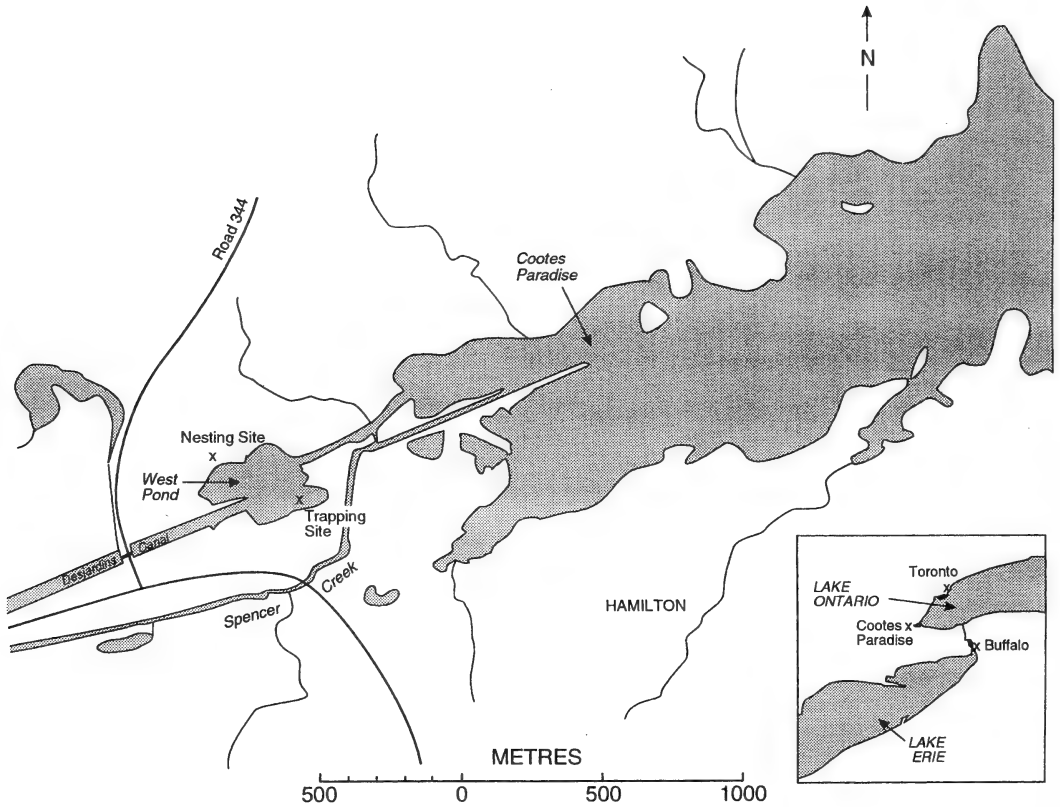 N
Road 344
Cootes
Paradise
Nesting Site
x
West
Pond
x
Trapping
Site
Desjardins
Canal
Spencer
Creek
HAMILTON
Toronto
x
LAKE
ONTARIO
Cootes x
Paradise
x Buffalo
LAKE
ERIE
METRES
500 0 500 1000